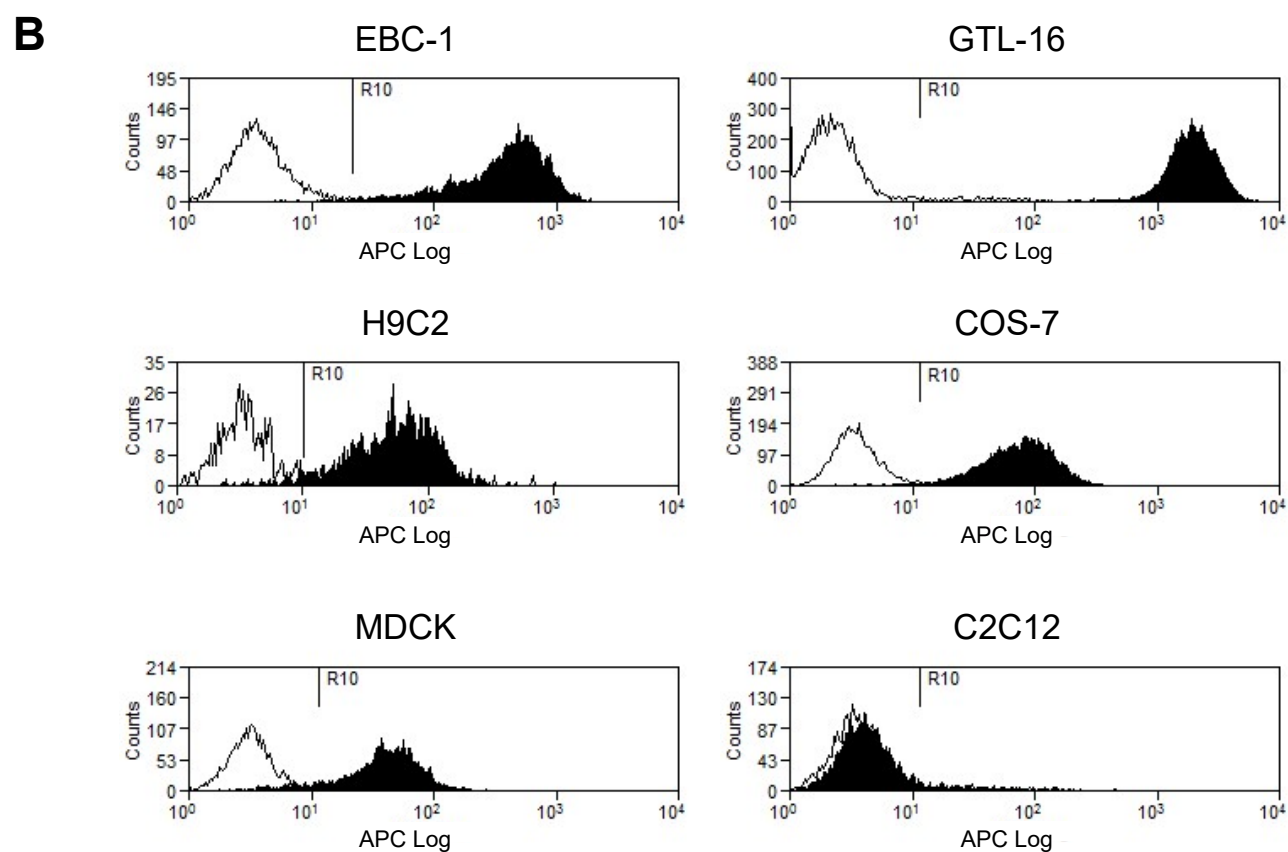 B
EBC-1
GTL-16
195
146
97
48
0
Counts
R10
10⁰ 10¹ 10² 10³ 10⁴
APC Log
400
300
200
100
0
Counts
R10
10⁰ 10¹ 10² 10³ 10⁴
APC Log
H9C2
COS-7
35
26
17
8
0
Counts
R10
10⁰ 10¹ 10² 10³ 10⁴
APC Log
388
291
194
97
0
Counts
R10
10⁰ 10¹ 10² 10³ 10⁴
APC Log
MDCK
C2C12
214
160
107
53
0
Counts
R10
10⁰ 10¹ 10² 10³ 10⁴
APC Log
174
130
87
43
0
Counts
R10
10⁰ 10¹ 10² 10³ 10⁴
APC Log